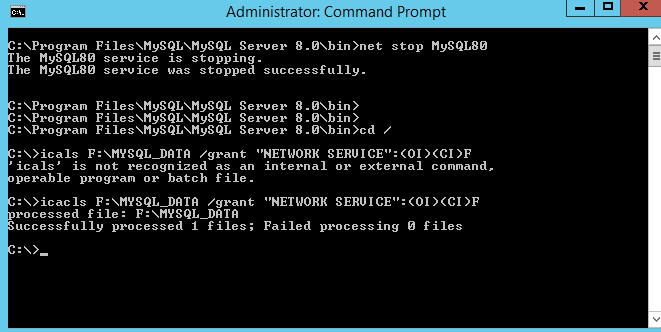 Administrator: Command Prompt
C:\Program Files\MySQL\MySQL Server 8.0\bin>net stop MySQL80
The MySQL80 service is stopping.
The MySQL80 service was stopped successfully.
C:\Program Files\MySQL\MySQL Server 8.0\bin>
C:\Program Files\MySQL\MySQL Server 8.0\bin>
C:\Program Files\MySQL\MySQL Server 8.0\bin>cd /
C:\>icals F:\MYSQL_DATA /grant "NETWORK SERVICE":(OI)(CI)F
'icals' is not recognized as an internal or external command,
operable program or batch file.
C:\>icacls F:\MYSQL_DATA /grant "NETWORK SERVICE":(OI)(CI)F
processed file: F:\MYSQL_DATA
Successfully processed 1 files; Failed processing 0 files
C:\>_